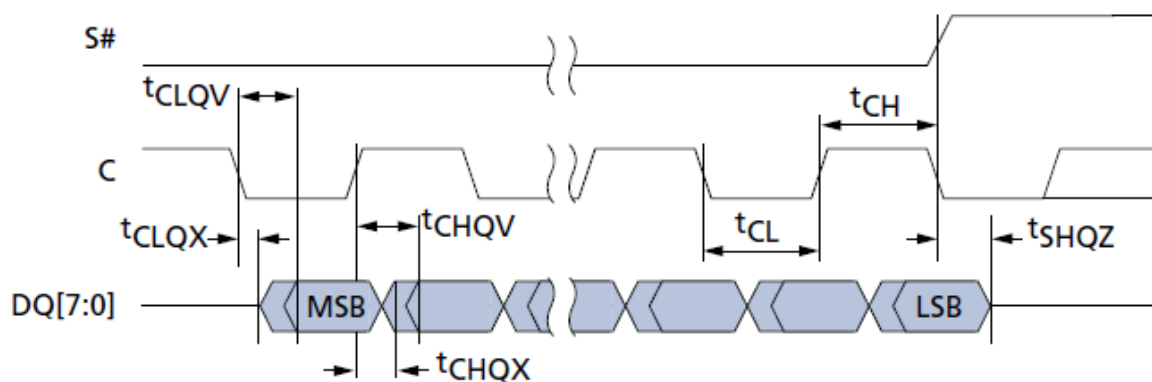 S#
tCLQV
tCH
C
tCLQX
tCHQV
tCL
tSHQZ
DQ[7:0]
MSB
LSB
tCHQX